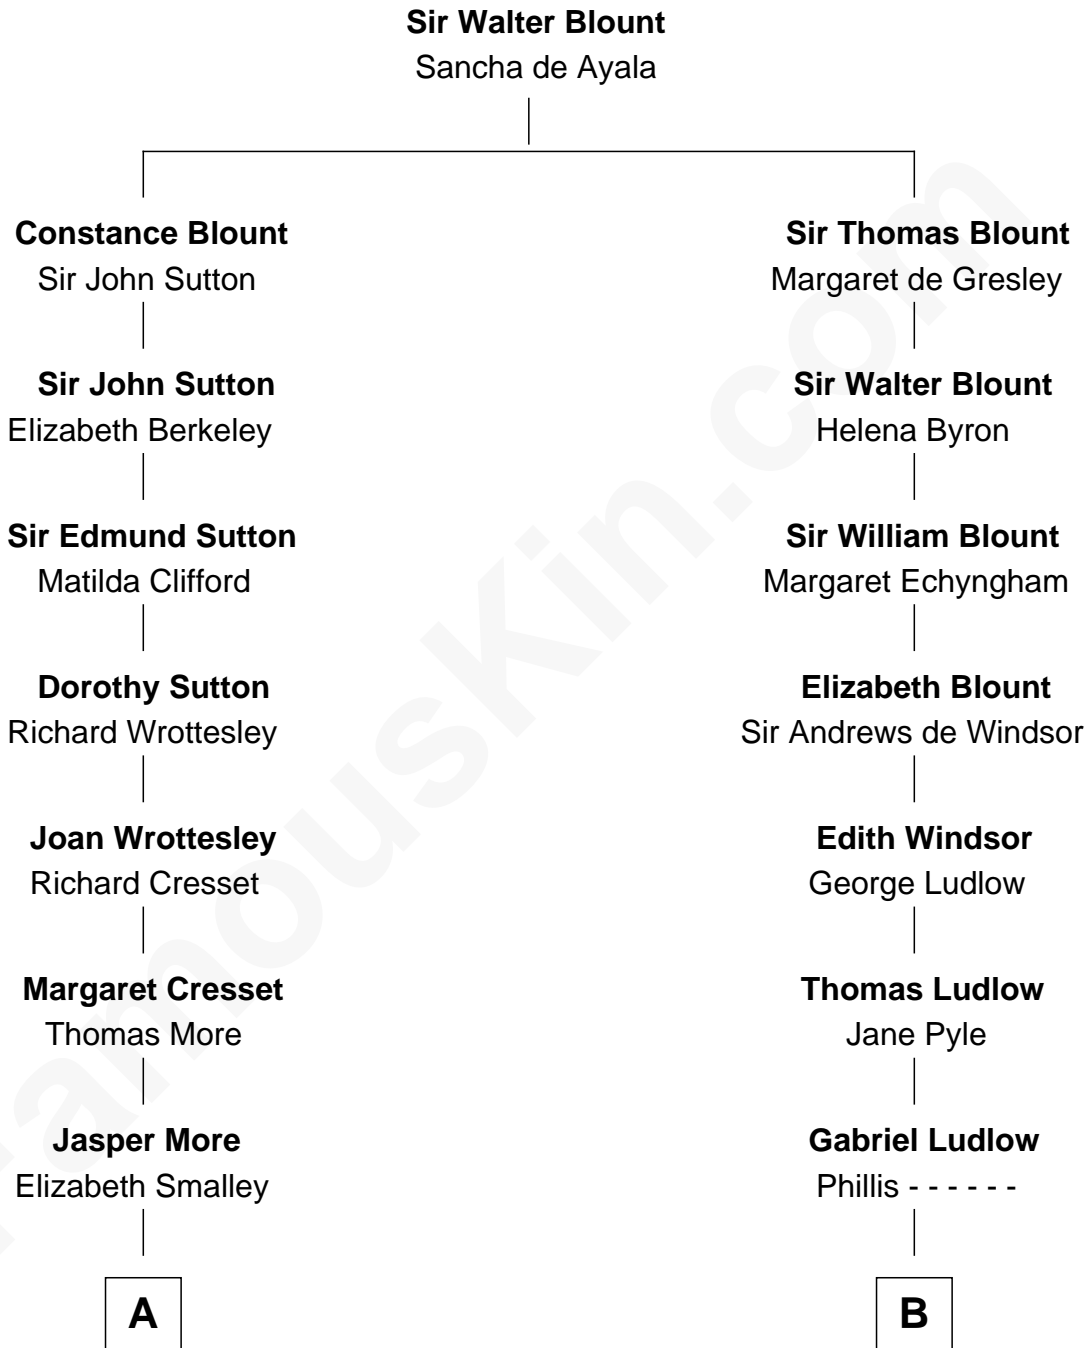 Sir Walter Blount
Sancha de Ayala
Constance Blount
Sir John Sutton
Sir John Sutton
Elizabeth Berkeley
Sir Edmund Sutton
Matilda Clifford
Dorothy Sutton
Richard Wrottesley
Joan Wrottesley
Richard Cresset
Margaret Cresset
Thomas More
Jasper More
Elizabeth Smalley
A
Sir Thomas Blount
Margaret de Gresley
Sir Walter Blount
Helena Byron
Sir William Blount
Margaret Echyngham
Elizabeth Blount
Sir Andrews de Windsor
Edith Windsor
George Ludlow
Thomas Ludlow
Jane Pyle
Gabriel Ludlow
Phillis - - - - - -
B
FamousKin.com